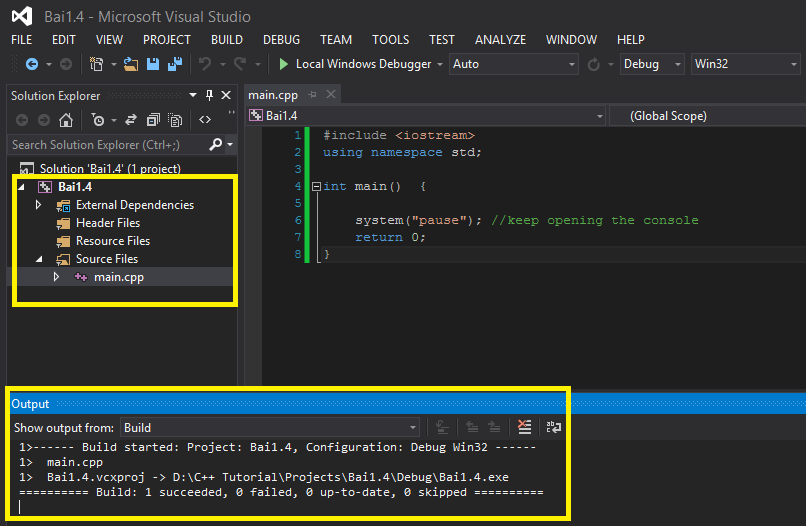 Bai1.4 - Microsoft Visual Studio
FILE EDIT VIEW PROJECT BUILD DEBUG TEAM TOOLS TEST ANALYZE WINDOW HELP
Local Windows Debugger Auto Debug Win32
Solution Explorer
Search Solution Explorer (Ctrl+;)
Solution 'Bai1.4' (1 project)
Bai1.4
External Dependencies
Header Files
Resource Files
Source Files
main.cpp
main.cpp
Bai1.4 (Global Scope)
1 #include <iostream>
2 using namespace std;
3
4 int main() {
5
6 system("pause"); //keep opening the console
7 return 0;
8 }
Output
Show output from: Build
1>------ Build started: Project: Bai1.4, Configuration: Debug Win32 ------
1> main.cpp
1> Bai1.4.vcxproj -> D:\C++ Tutorial\Projects\Bai1.4\Debug\Bai1.4.exe
========== Build: 1 succeeded, 0 failed, 0 up-to-date, 0 skipped ==========